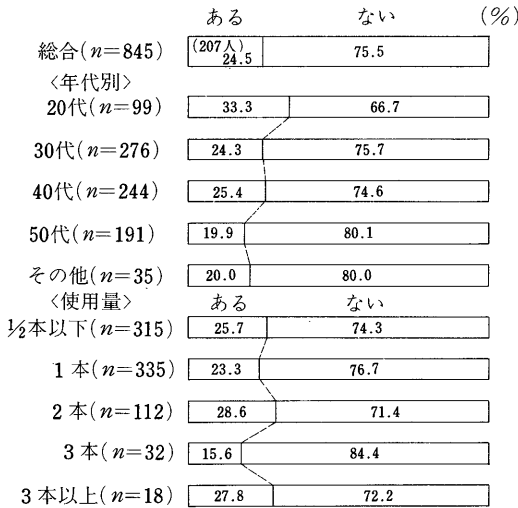 ある ない (%)
総合(n=845) (207人) 24.5 75.5
〈年代別〉
20代(n=99) 33.3 66.7
30代(n=276) 24.3 75.7
40代(n=244) 25.4 74.6
50代(n=191) 19.9 80.1
その他(n=35) 20.0 80.0
〈使用量〉 ある ない
½本以下(n=315) 25.7 74.3
1本(n=335) 23.3 76.7
2本(n=112) 28.6 71.4
3本(n=32) 15.6 84.4
3本以上(n=18) 27.8 72.2